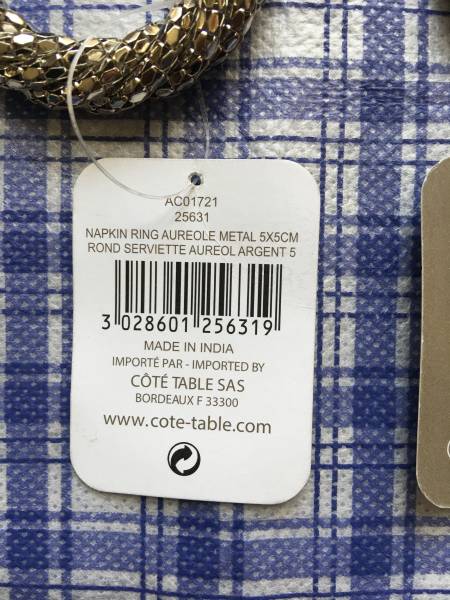 AC01721
25631
NAPKIN RING AUREOLE METAL 5X5CM
ROND SERVIETTE AUREOL ARGENT 5
3 028601 256319
MADE IN INDIA
IMPORTÉ PAR - IMPORTED BY
CÔTÉ TABLE SAS
BORDEAUX F 33300
www.cote-table.com